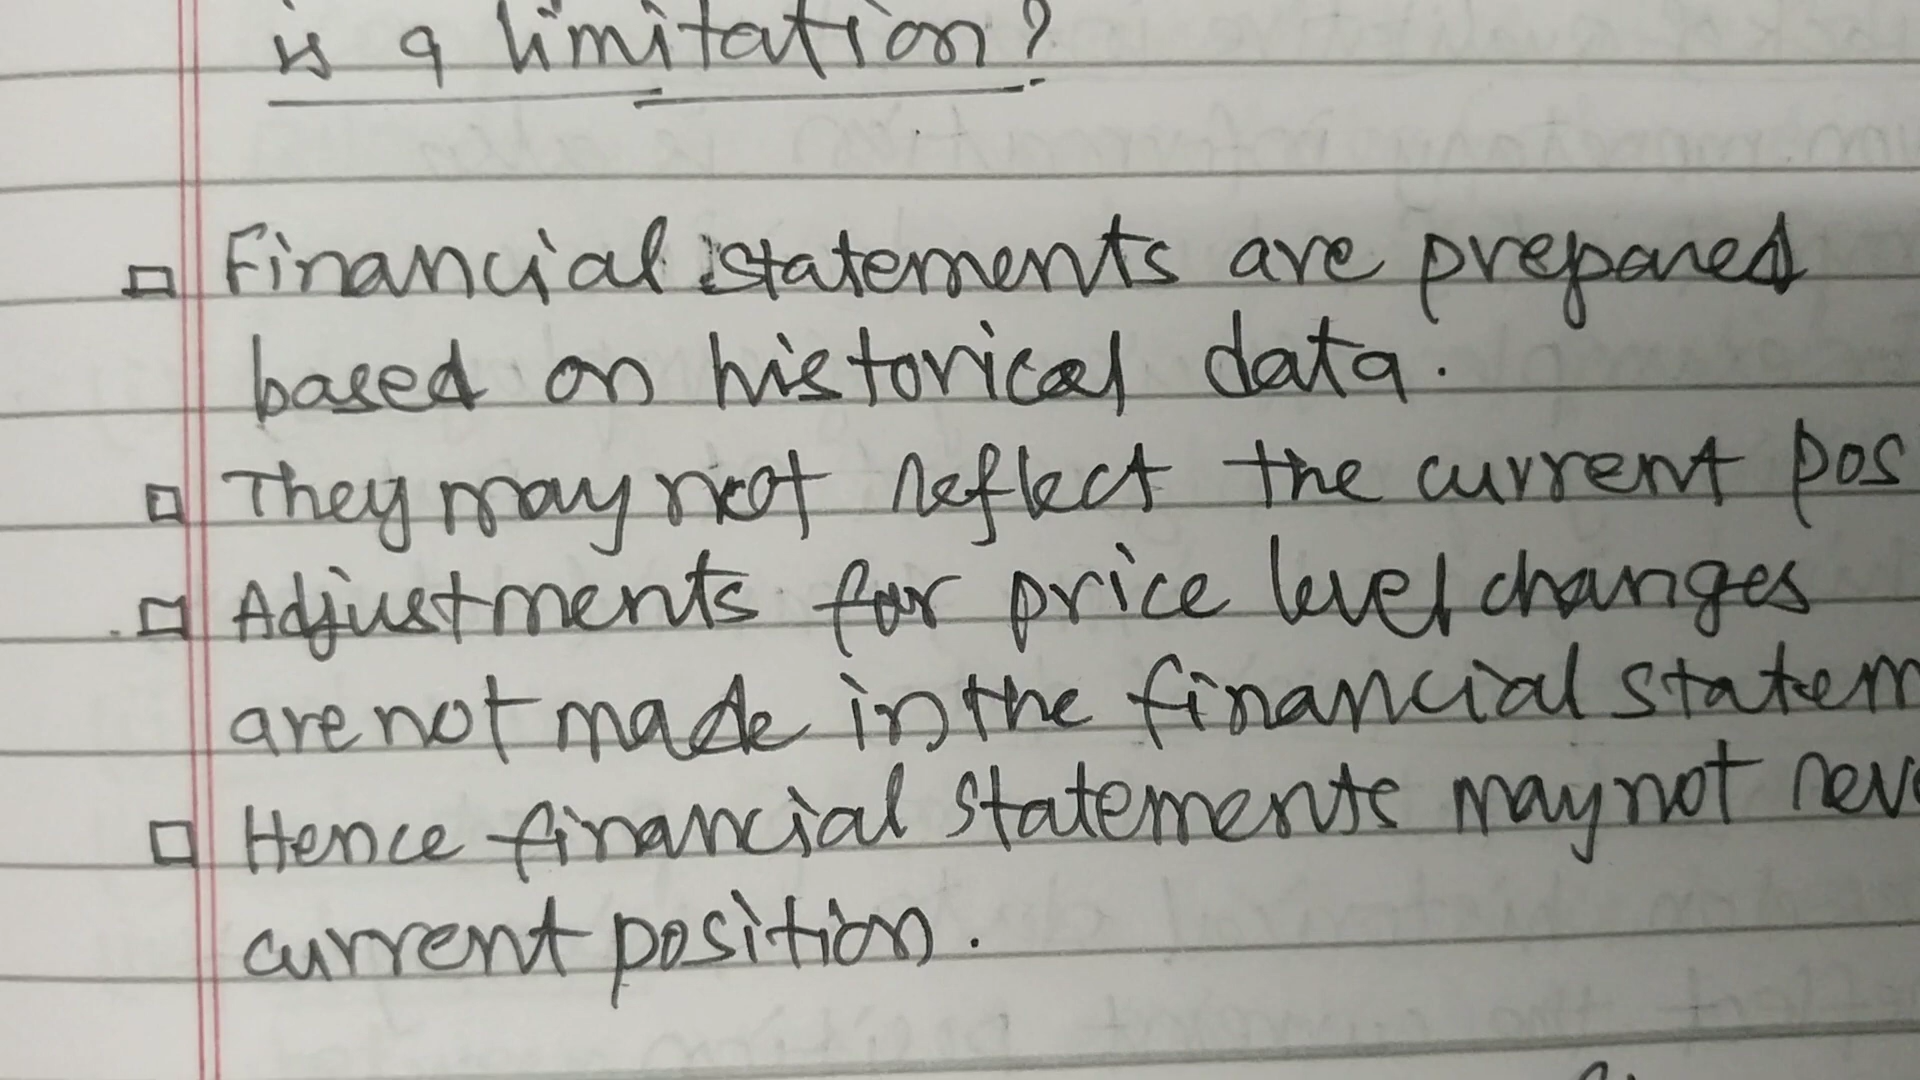 is a limitation?
Financial statements are prepared
based on historical data.
They may not reflect the current pos
Adjustments for price level changes
are not made in the financial statem
Hence financial statements may not rev
current position.